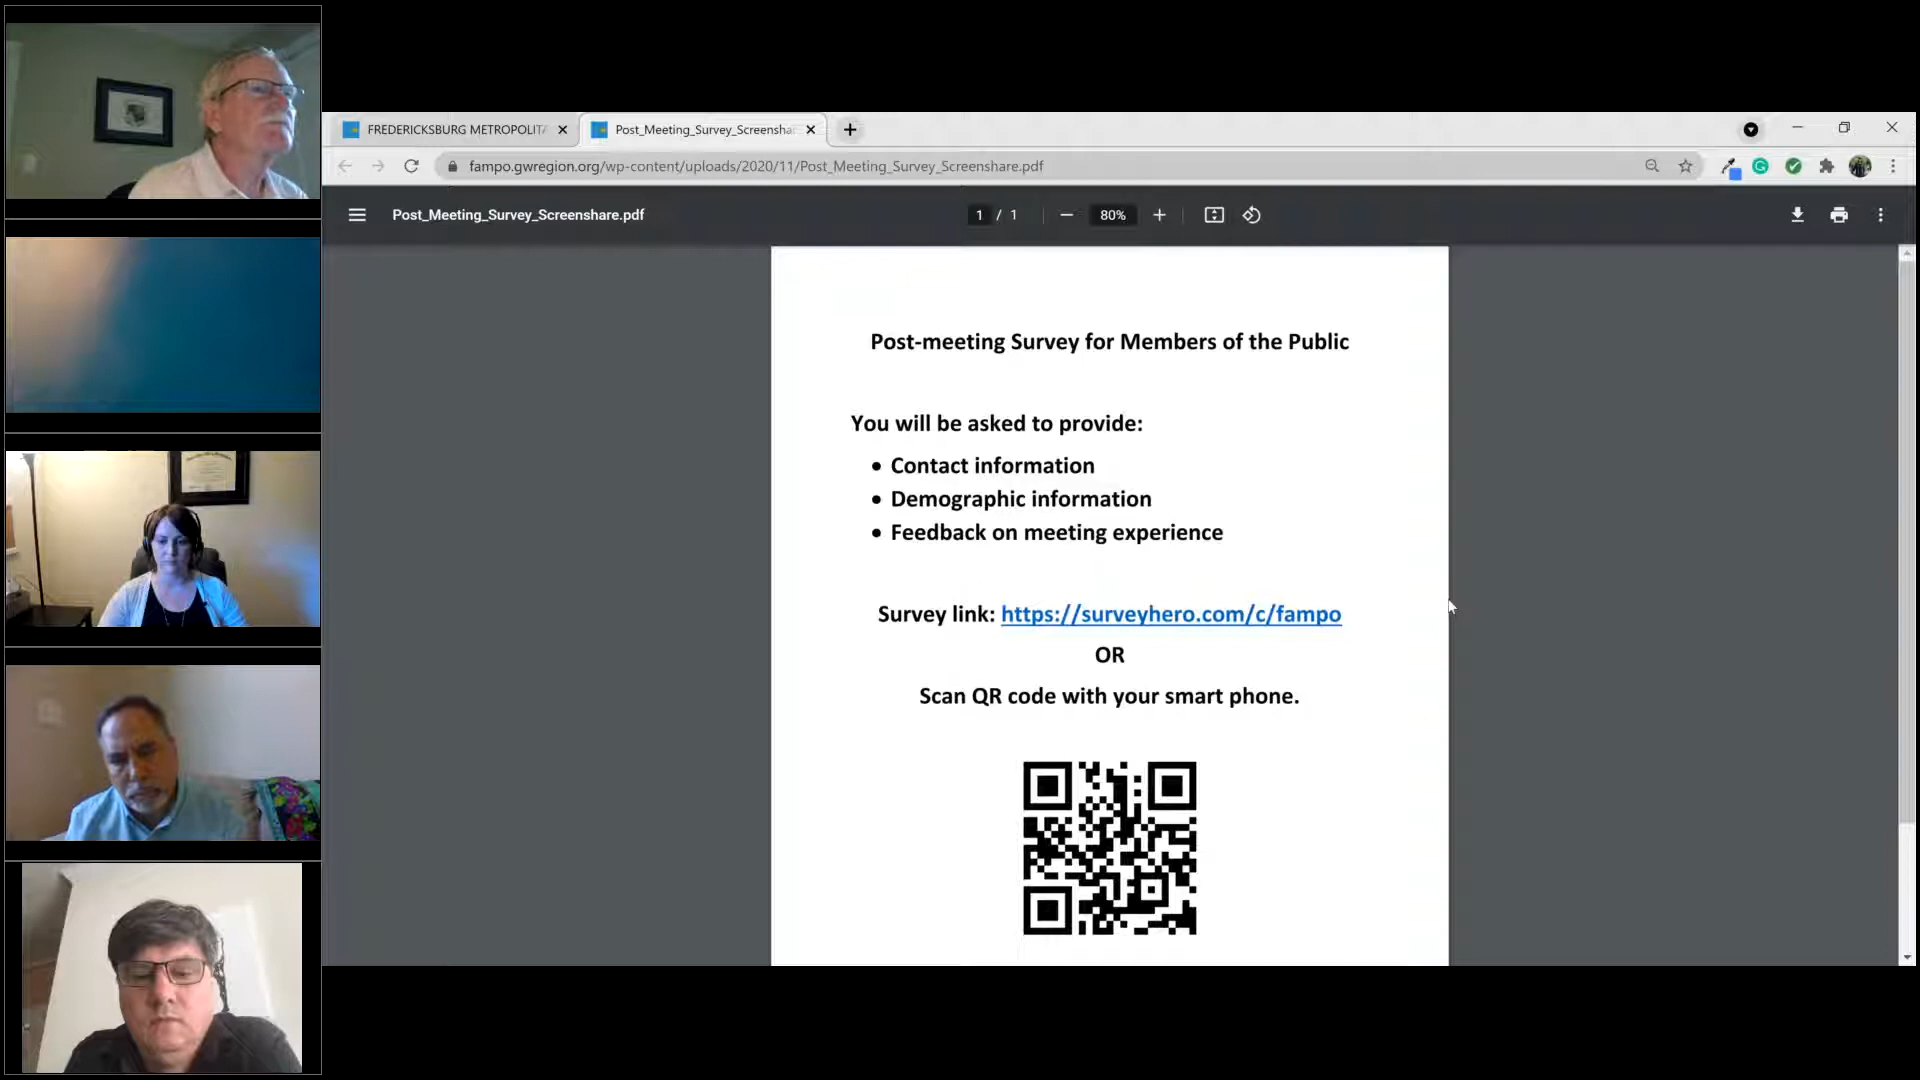 FREDERICKSBURG METROPOLITA
Post_Meeting_Survey_Screenshar
fampo.gwregion.org/wp-content/uploads/2020/11/Post_Meeting_Survey_Screenshare.pdf
Post_Meeting_Survey_Screenshare.pdf
1 / 1
80%
Post-meeting Survey for Members of the Public
You will be asked to provide:
• Contact information
• Demographic information
• Feedback on meeting experience
Survey link: https://surveyhero.com/c/fampo
OR
Scan QR code with your smart phone.